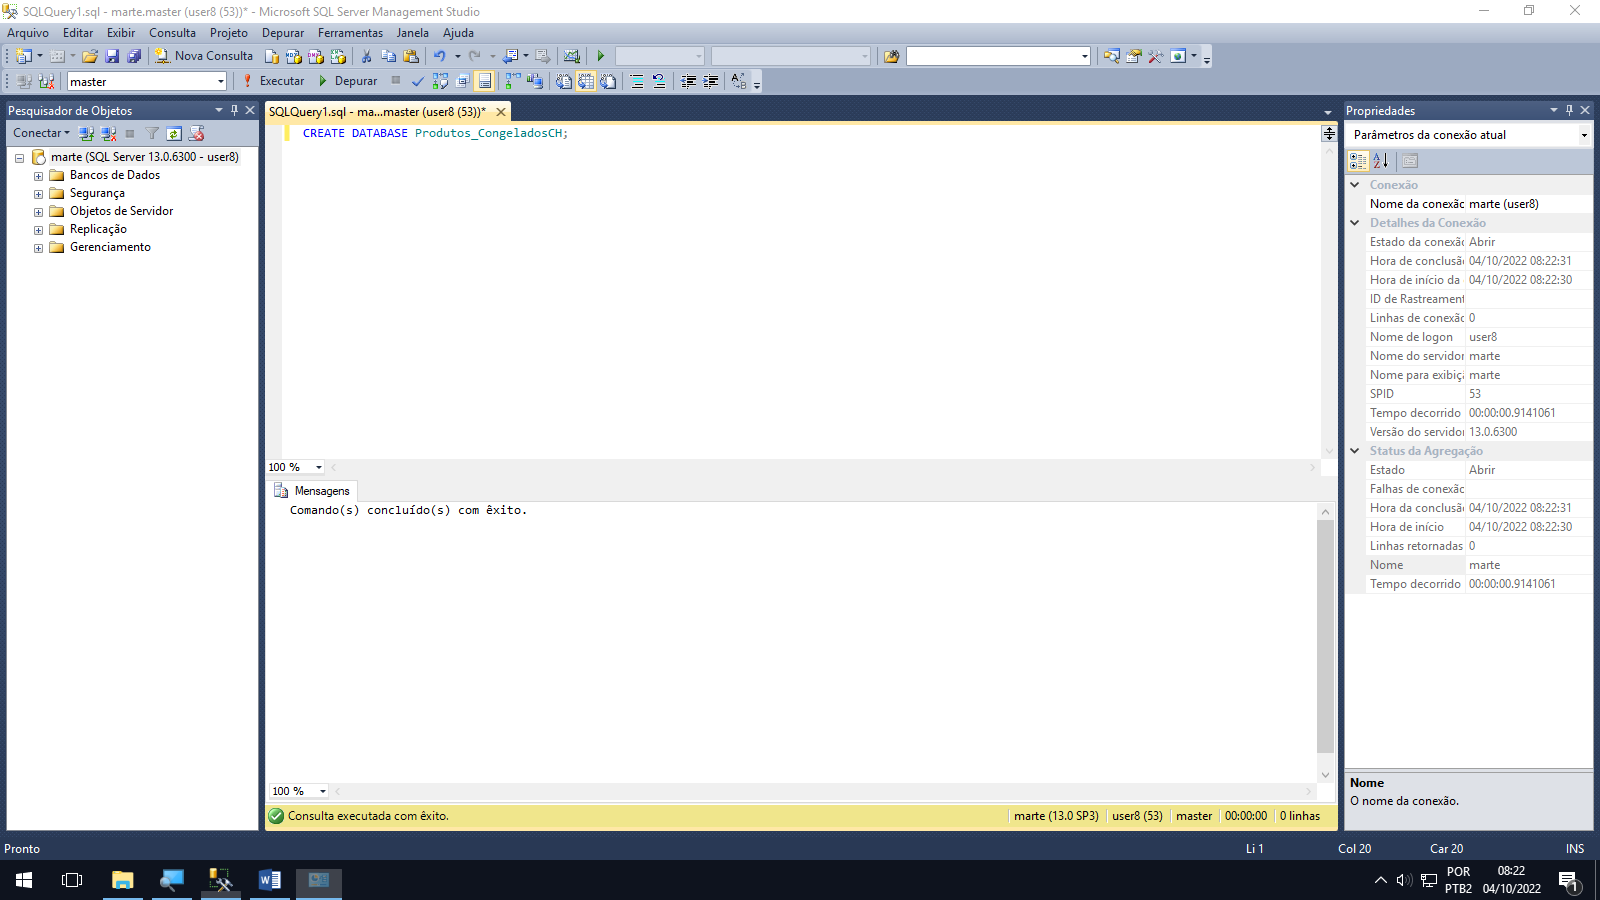 SQLQuery1.sql - marte.master (user8 (53))* - Microsoft SQL Server Management Studio
Arquivo Editar Exibir Consulta Projeto Depurar Ferramentas Janela Ajuda
Nova Consulta
master Executar Depurar
Pesquisador de Objetos
Conectar
marte (SQL Server 13.0.6300 - user8)
Bancos de Dados
Segurança
Objetos de Servidor
Replicação
Gerenciamento
SQLQuery1.sql - ma...master (user8 (53))*
CREATE DATABASE Produtos_CongeladosCH;
100 %
Mensagens
Comando(s) concluído(s) com êxito.
100 %
Consulta executada com êxito. marte (13.0 SP3) user8 (53) master 00:00:00 0 linhas
Propriedades
Parâmetros da conexão atual
Conexão
Nome da conexão marte (user8)
Detalhes da Conexão
Estado da conexã Abrir
Hora de conclusã 04/10/2022 08:22:31
Hora de início da 04/10/2022 08:22:30
ID de Rastreament
Linhas de conexão 0
Nome de logon user8
Nome do servidor marte
Nome para exibiç marte
SPID 53
Tempo decorrido 00:00:00.9141061
Versão do servidor 13.0.6300
Status da Agregação
Estado Abrir
Falhas de conexão
Hora da conclusão 04/10/2022 08:22:31
Hora de início 04/10/2022 08:22:30
Linhas retornadas 0
Nome marte
Tempo decorrido 00:00:00.9141061
Nome
O nome da conexão.
Pronto Li 1 Col 20 Car 20 INS
POR 08:22
PTB2 04/10/2022 1